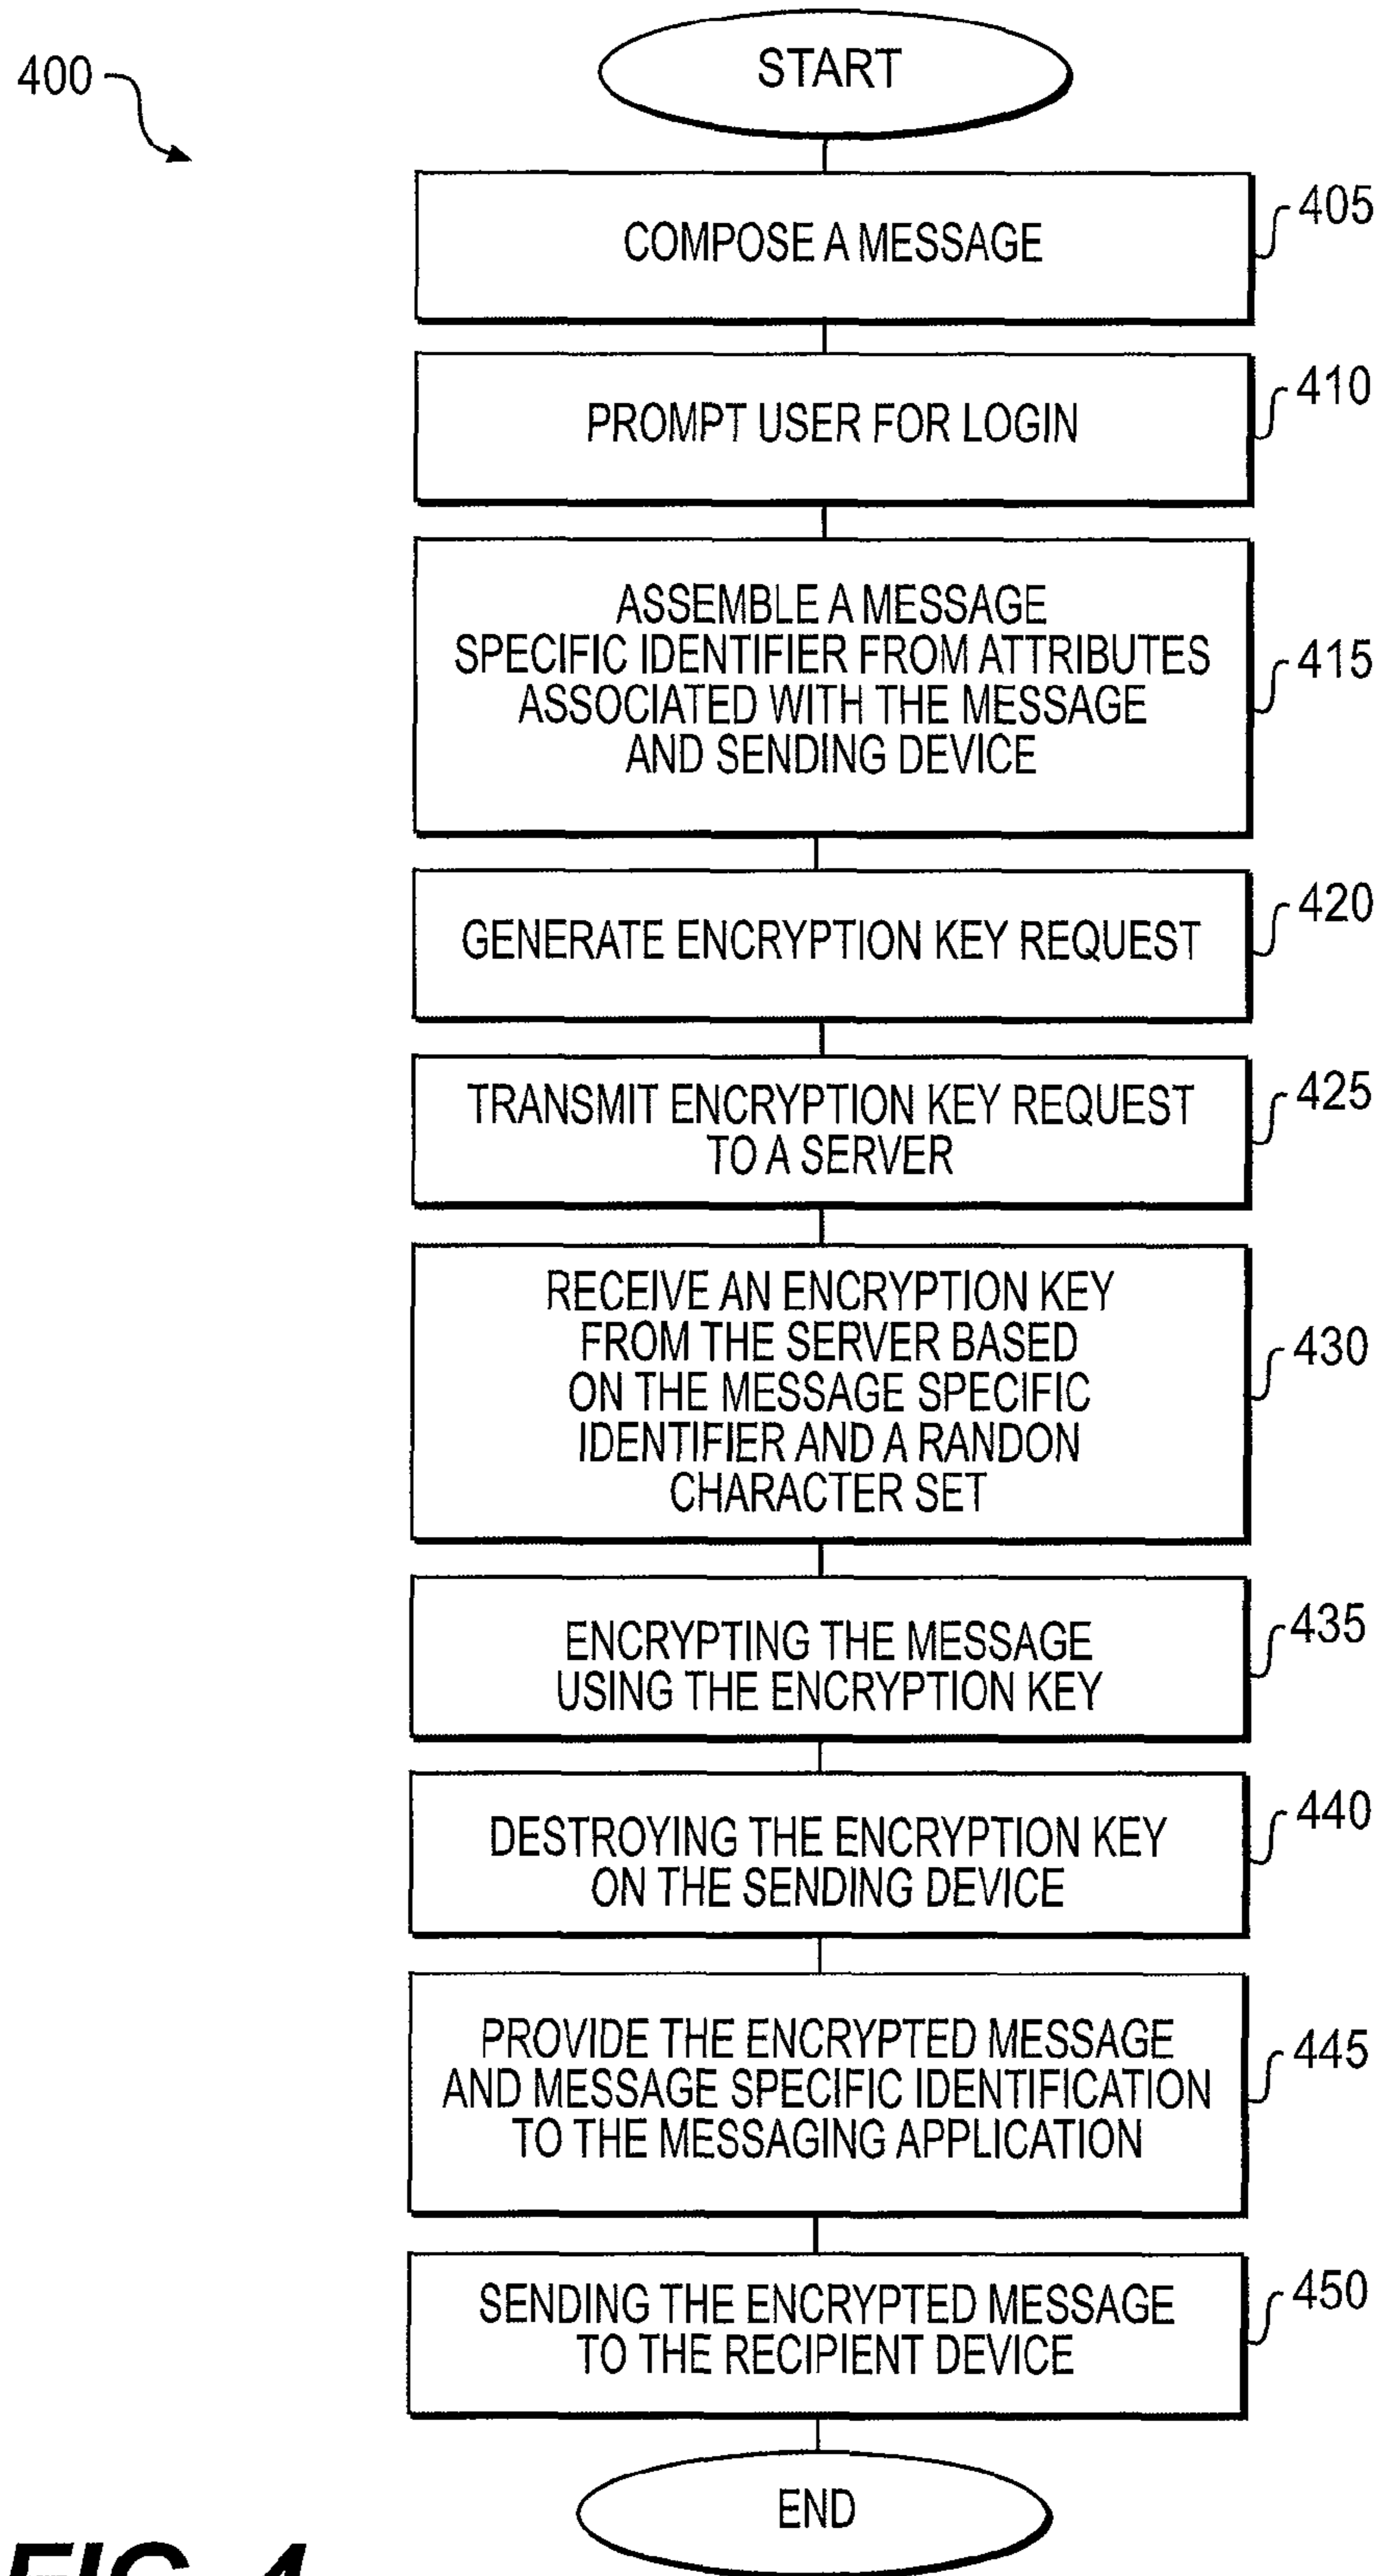 400
START
COMPOSE A MESSAGE
405
PROMPT USER FOR LOGIN
410
ASSEMBLE A MESSAGE
SPECIFIC IDENTIFIER FROM ATTRIBUTES
ASSOCIATED WITH THE MESSAGE
AND SENDING DEVICE
415
GENERATE ENCRYPTION KEY REQUEST
420
TRANSMIT ENCRYPTION KEY REQUEST
TO A SERVER
425
RECEIVE AN ENCRYPTION KEY
FROM THE SERVER BASED
ON THE MESSAGE SPECIFIC
IDENTIFIER AND A RANDON
CHARACTER SET
430
ENCRYPTING THE MESSAGE
USING THE ENCRYPTION KEY
435
DESTROYING THE ENCRYPTION KEY
ON THE SENDING DEVICE
440
PROVIDE THE ENCRYPTED MESSAGE
AND MESSAGE SPECIFIC IDENTIFICATION
TO THE MESSAGING APPLICATION
445
SENDING THE ENCRYPTED MESSAGE
TO THE RECIPIENT DEVICE
450
END
FIG. 4